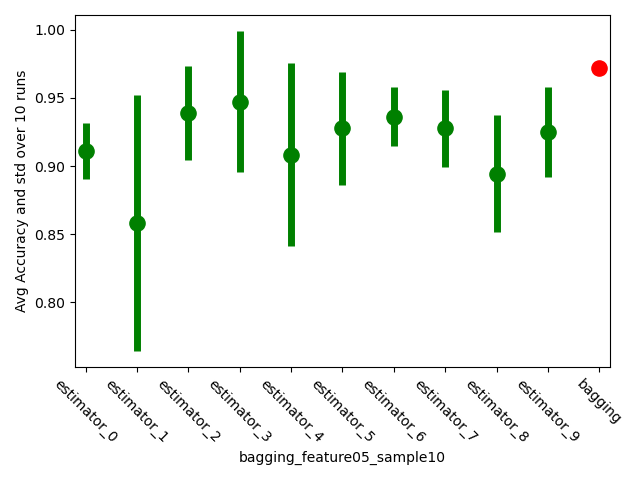 Avg Accuracy and std over 10 runs
1.00
0.95
0.90
0.85
0.80
estimator_0
estimator_1
estimator_2
estimator_3
estimator_4
estimator_5
estimator_6
estimator_7
estimator_8
estimator_9
bagging
bagging_feature05_sample10